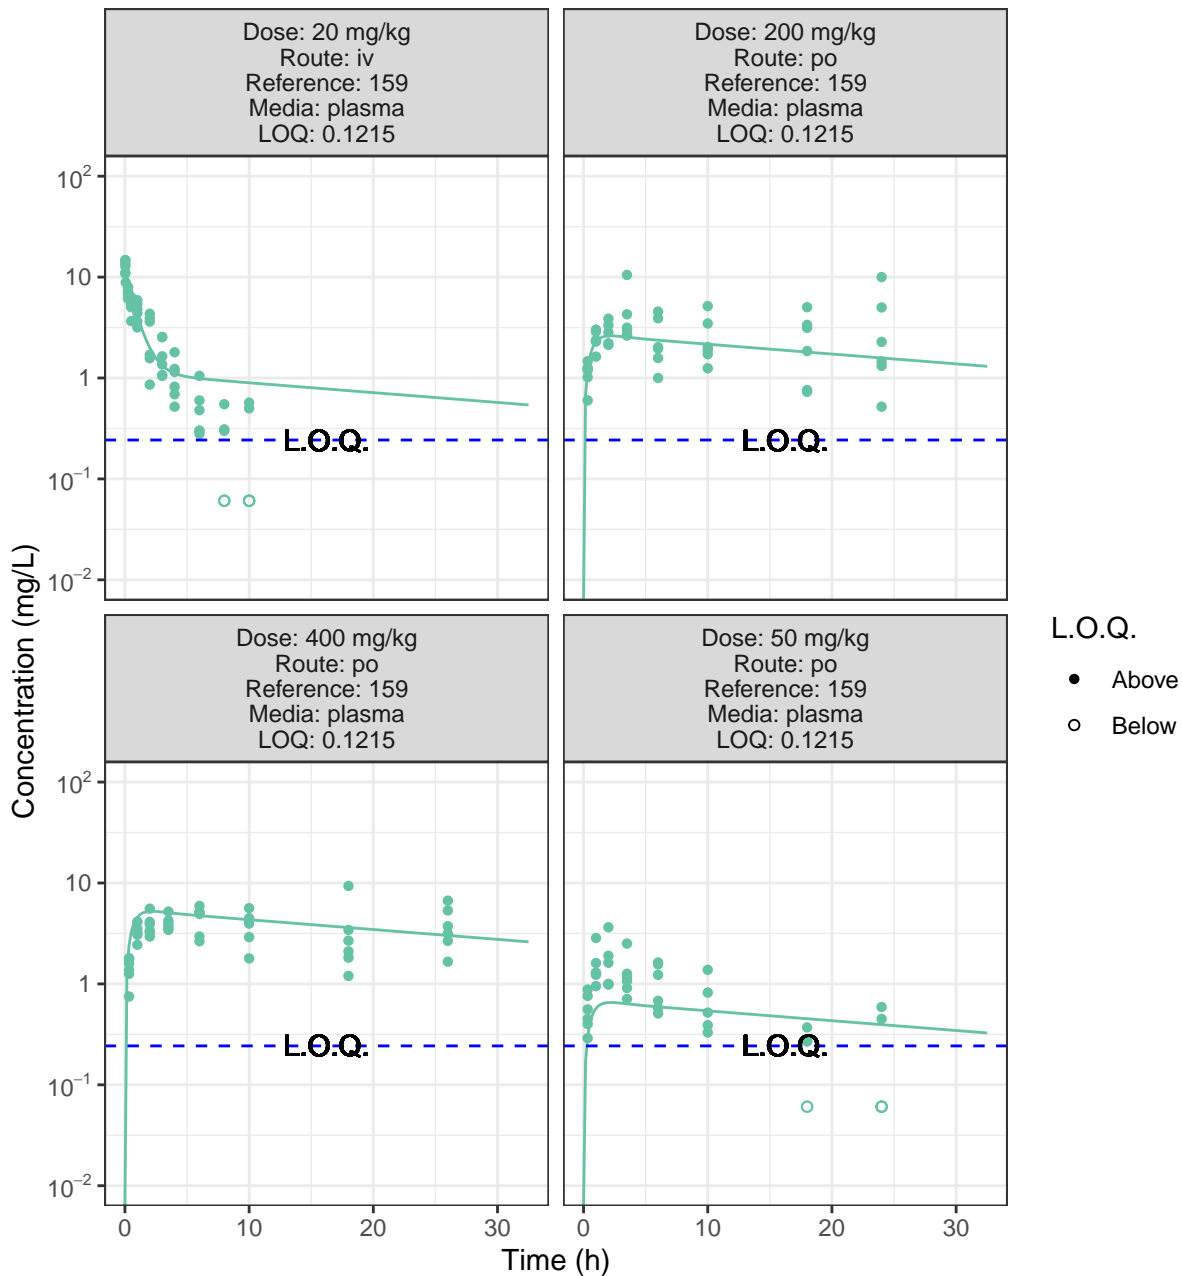 Dose: 20 mg/kg
Route: iv
Reference: 159
Media: plasma
LOQ: 0.1215
Dose: 200 mg/kg
Route: po
Reference: 159
Media: plasma
LOQ: 0.1215
10²
10
1
10⁻¹
10⁻²
L.O.Q.
L.O.Q.
Dose: 400 mg/kg
Route: po
Reference: 159
Media: plasma
LOQ: 0.1215
Dose: 50 mg/kg
Route: po
Reference: 159
Media: plasma
LOQ: 0.1215
10²
10
1
10⁻¹
10⁻²
L.O.Q.
L.O.Q.
0 10 20 30
0 10 20 30
Time (h)
Concentration (mg/L)
L.O.Q.
Above
Below